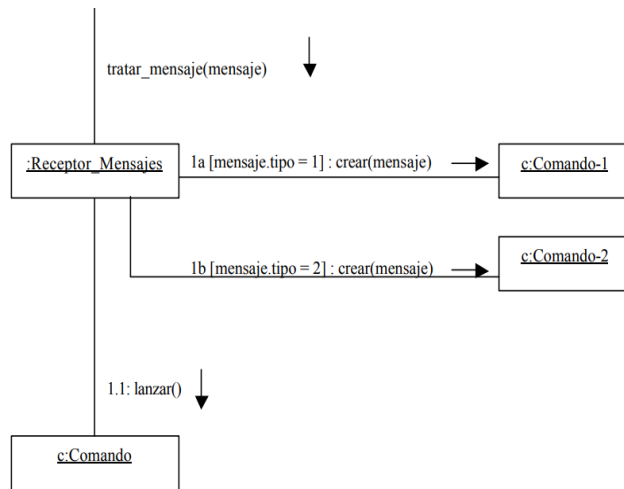 tratar_mensaje(mensaje)
:Receptor_Mensajes
1a [mensaje.tipo = 1] : crear(mensaje)
c:Comando-1
c:Comando-2
1b [mensaje.tipo = 2] : crear(mensaje)
1.1: lanzar()
c:Comando